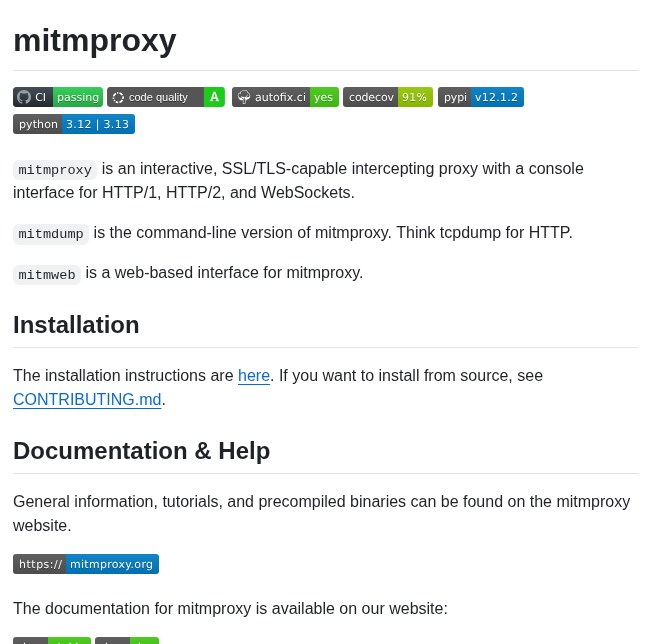 mitmproxy
CI passing code quality A autofix.ci yes codecov 91% pypi v12.1.2
python 3.12 | 3.13
mitmproxy is an interactive, SSL/TLS-capable intercepting proxy with a console
interface for HTTP/1, HTTP/2, and WebSockets.
mitmdump is the command-line version of mitmproxy. Think tcpdump for HTTP.
mitmweb is a web-based interface for mitmproxy.
Installation
The installation instructions are here. If you want to install from source, see
CONTRIBUTING.md.
Documentation & Help
General information, tutorials, and precompiled binaries can be found on the mitmproxy
website.
https:// mitmproxy.org
The documentation for mitmproxy is available on our website: